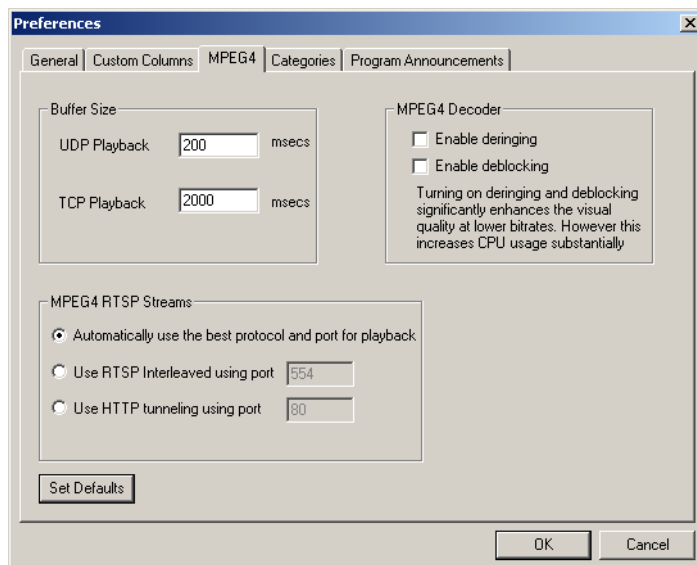 Preferences
General Custom Columns MPEG4 Categories Program Announcements
Buffer Size
UDP Playback 200 msecs
TCP Playback 2000 msecs
MPEG4 Decoder
Enable deringing
Enable deblocking
Turning on deringing and deblocking
significantly enhances the visual
quality at lower bitrates. However this
increases CPU usage substantially
MPEG4 RTSP Streams
Automatically use the best protocol and port for playback
Use RTSP Interleaved using port 554
Use HTTP tunneling using port 80
Set Defaults
OK Cancel